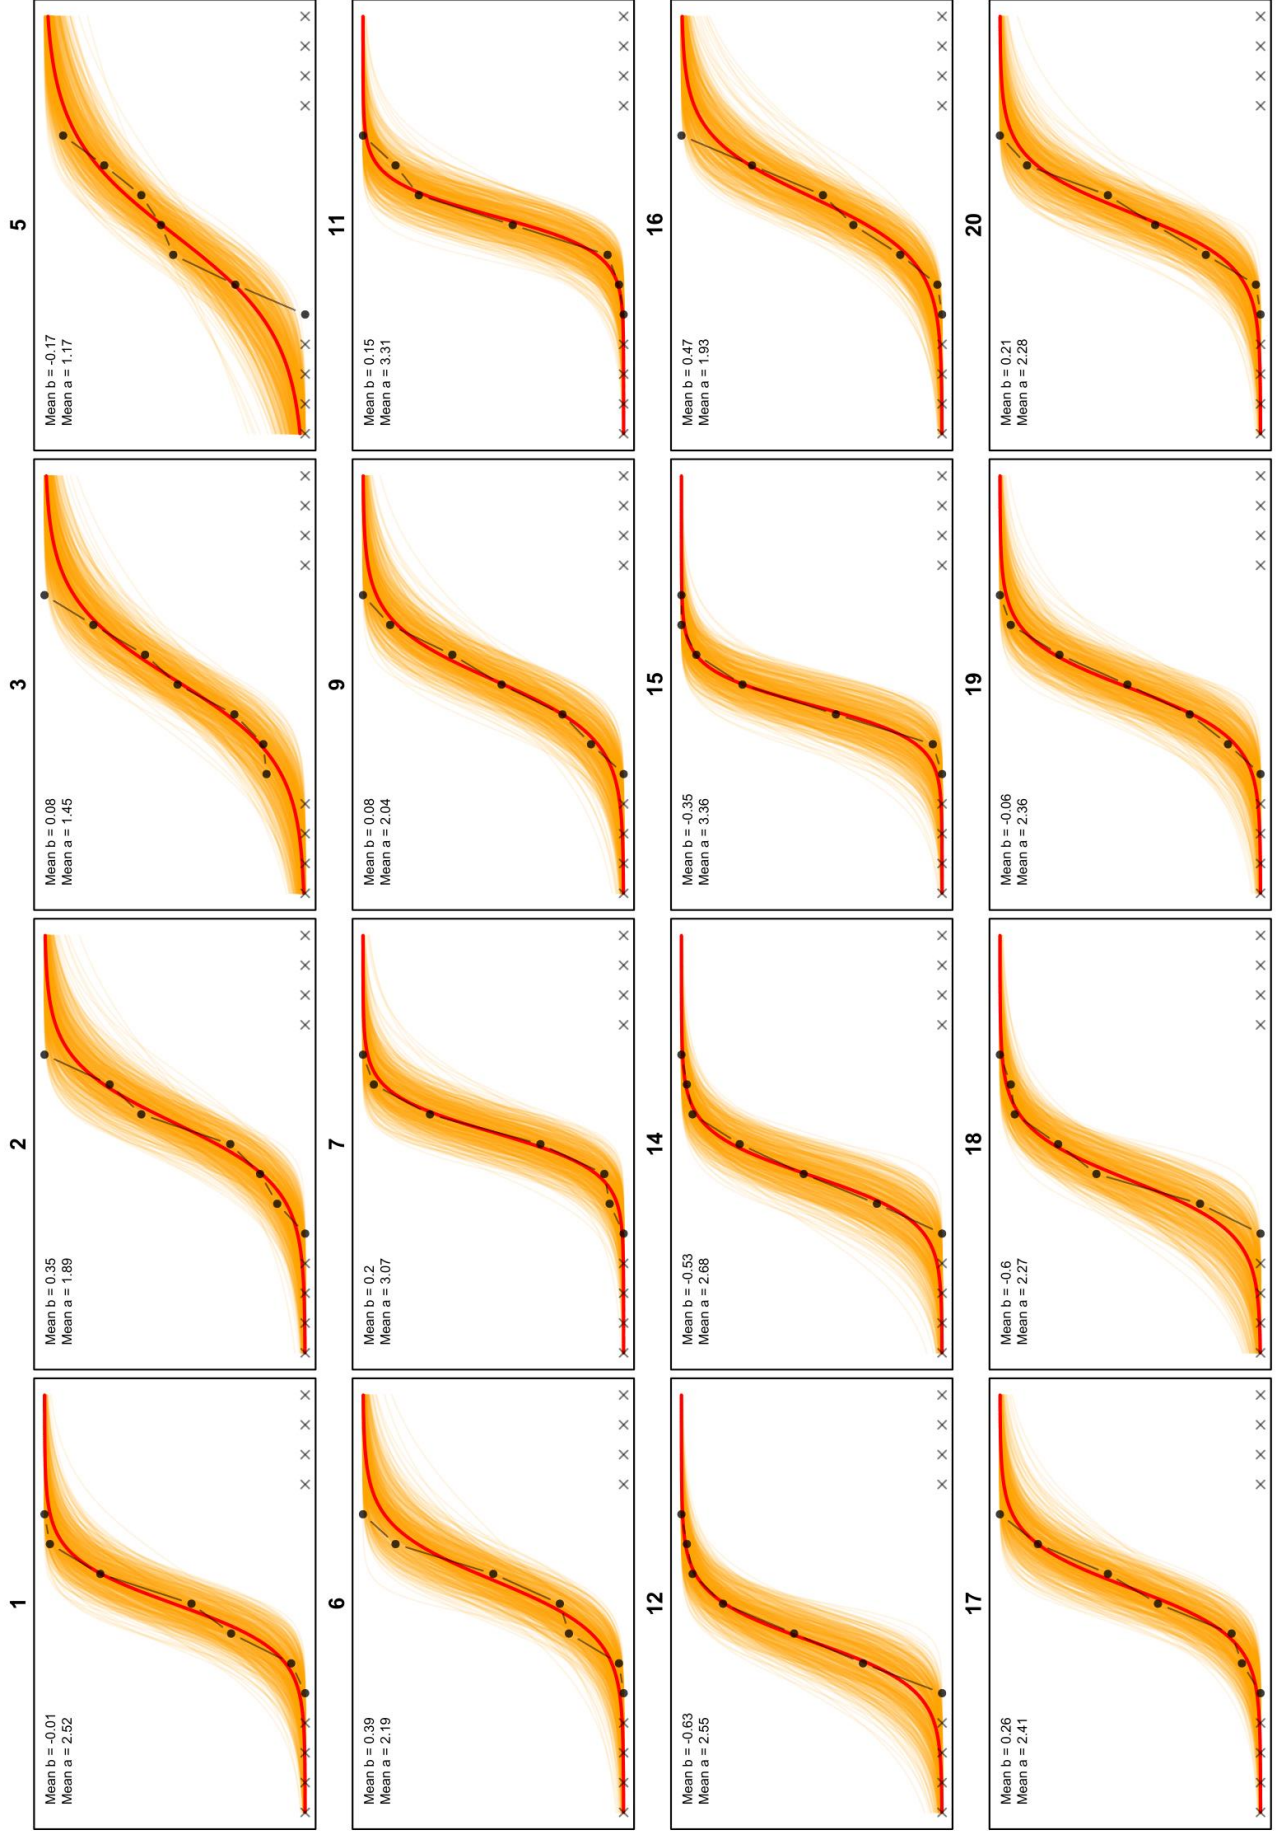 1
Mean b = -0.01
Mean a = 2.52
2
Mean b = 0.35
Mean a = 1.89
3
Mean b = 0.08
Mean a = 1.45
5
Mean b = -0.17
Mean a = 1.17
6
Mean b = 0.39
Mean a = 2.19
7
Mean b = 0.2
Mean a = 3.07
9
Mean b = 0.08
Mean a = 2.04
11
Mean b = 0.15
Mean a = 3.31
12
Mean b = -0.63
Mean a = 2.55
14
Mean b = -0.53
Mean a = 2.68
15
Mean b = -0.35
Mean a = 3.36
16
Mean b = 0.47
Mean a = 1.93
17
Mean b = 0.26
Mean a = 2.41
18
Mean b = -0.6
Mean a = 2.27
19
Mean b = -0.06
Mean a = 2.36
20
Mean b = 0.21
Mean a = 2.28